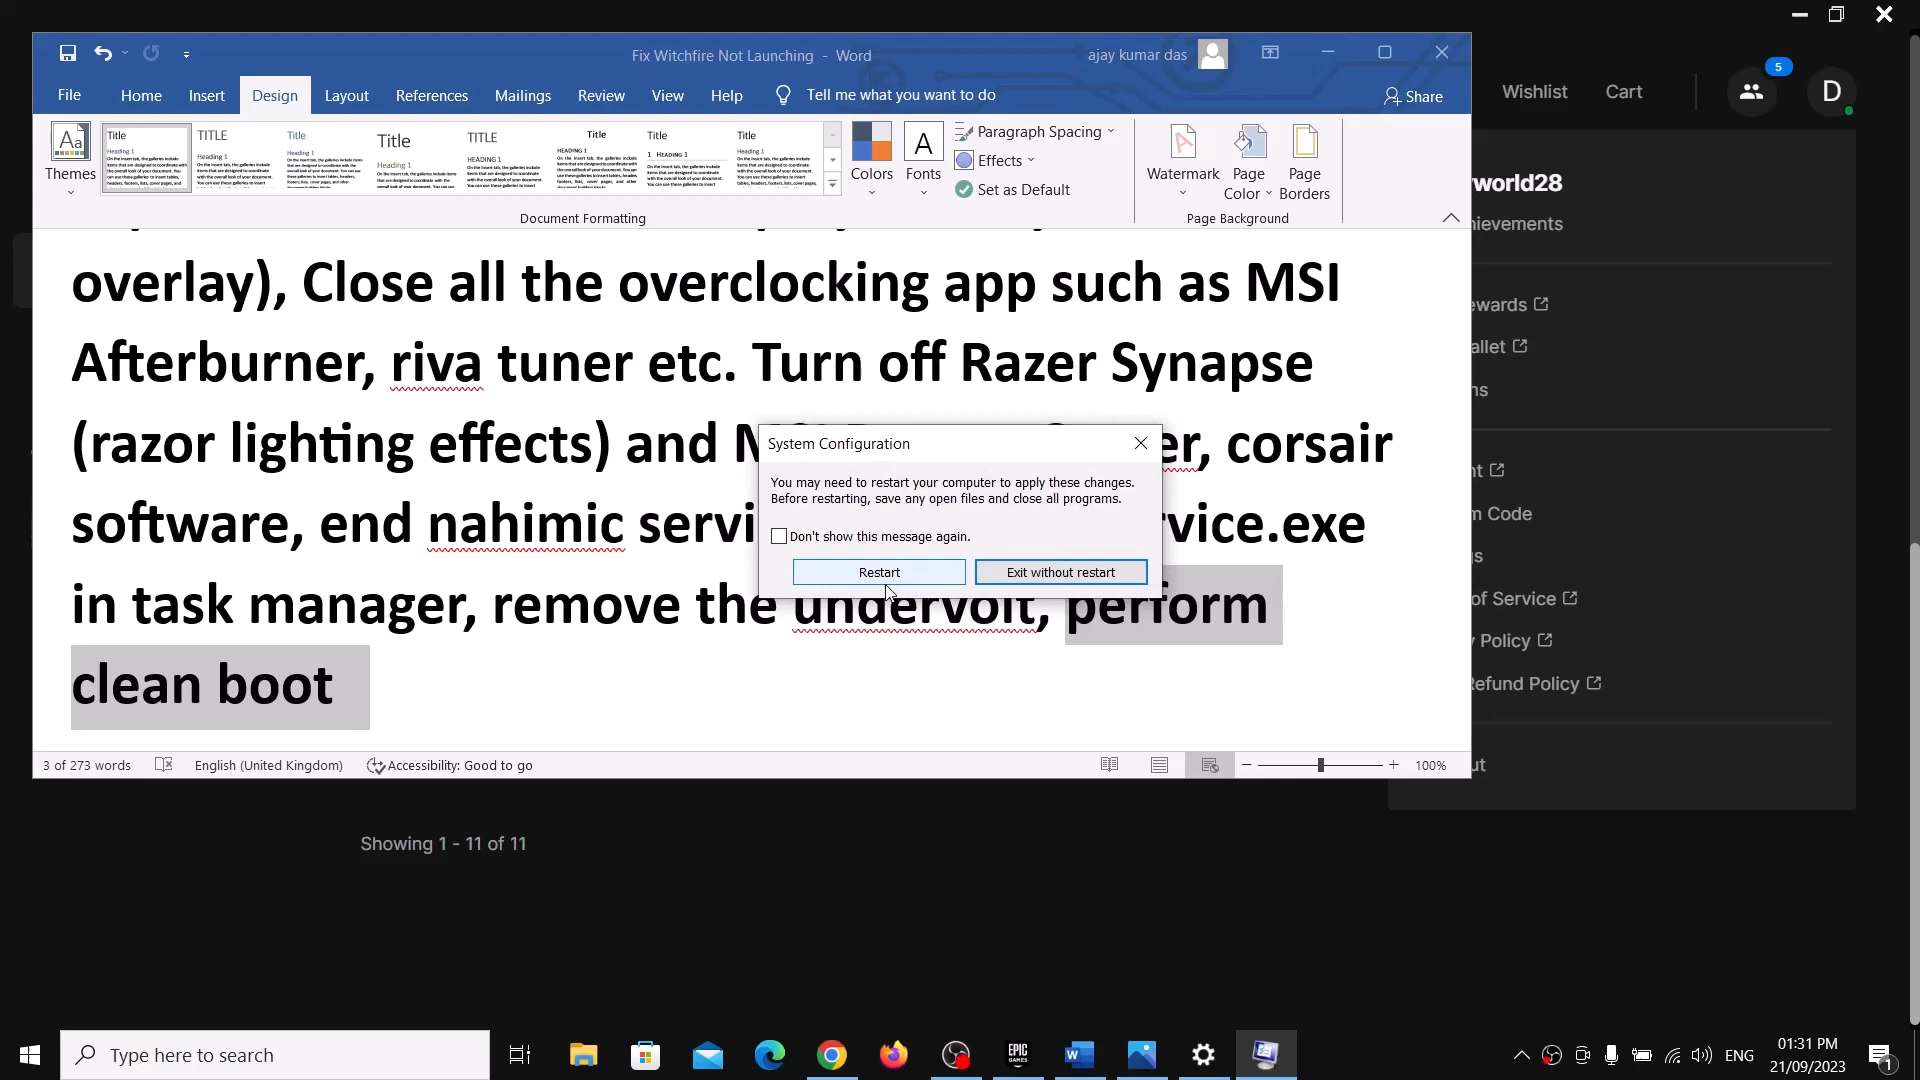 Fix Witchfire Not Launching - Word
ajay kumar das
File Home Insert Design Layout References Mailings Review View Help Tell me what you want to do Share
Themes
Colors
Fonts
Paragraph Spacing
Effects
Set as Default
Watermark
Page Color
Page Borders
Document Formatting
Page Background
overlay), Close all the overclocking app such as MSI
Afterburner, riva tuner etc. Turn off Razer Synapse
(razor lighting effects) and M er, corsair
software, end nahimic servi vice.exe
in task manager, remove the undervolt, perform
clean boot
System Configuration
You may need to restart your computer to apply these changes.
Before restarting, save any open files and close all programs.
Don't show this message again.
Restart
Exit without restart
3 of 273 words English (United Kingdom) Accessibility: Good to go 100%
5
Wishlist Cart D
world28
hievements
ewards
allet
ns
nt
m Code
gs
of Service
y Policy
Refund Policy
ut
Showing 1 - 11 of 11
Type here to search
EPIC GAMES
ENG
01:31 PM
21/09/2023
1